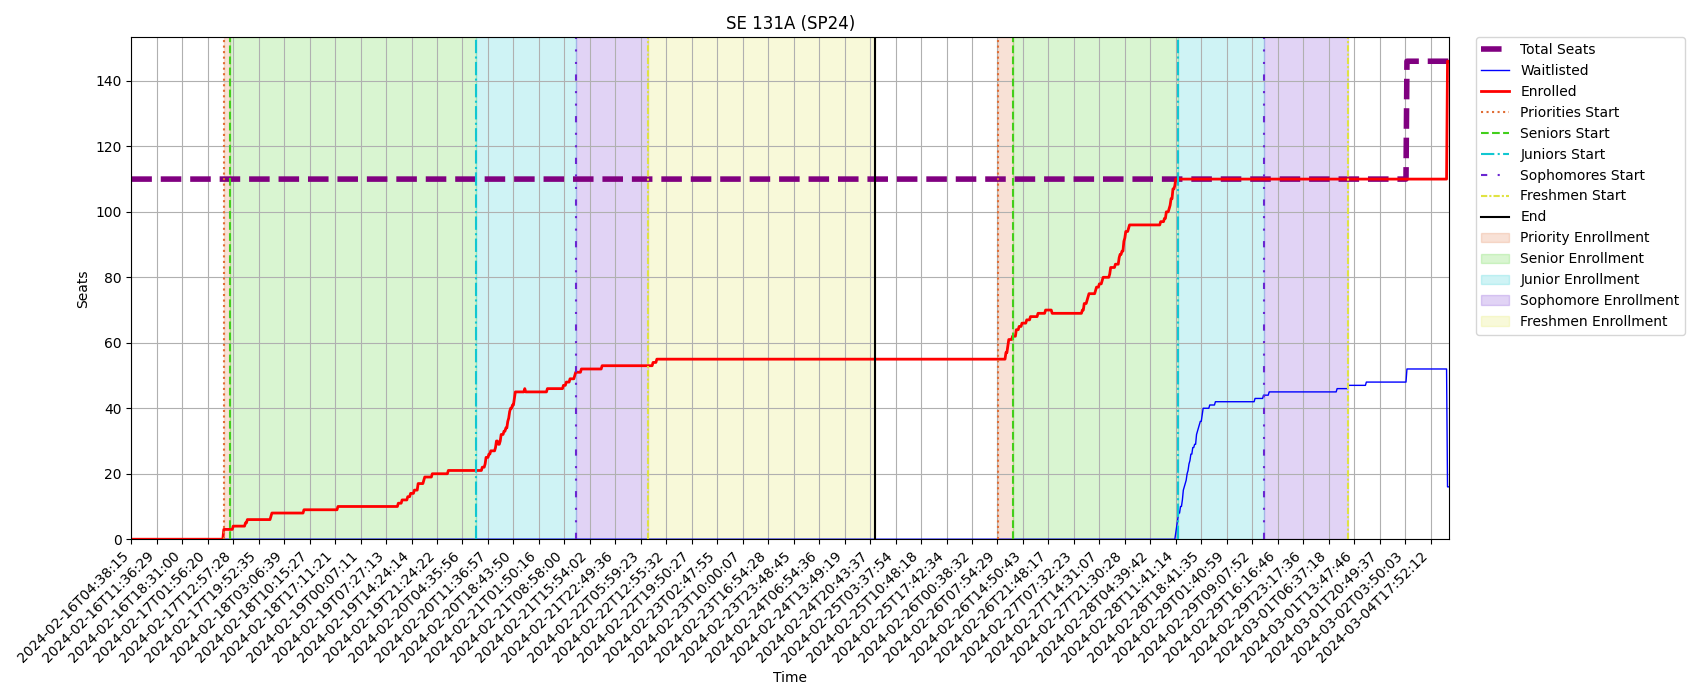 SE 131A (SP24)
Seats
140
120
100
80
60
40
20
0
2024-02-16T04:38:15
2024-02-16T11:36:29
2024-02-16T18:31:00
2024-02-17T01:56:20
2024-02-17T12:57:28
2024-02-17T19:52:35
2024-02-18T03:06:39
2024-02-18T10:15:27
2024-02-18T17:11:21
2024-02-19T00:07:11
2024-02-19T07:27:13
2024-02-19T14:24:14
2024-02-19T21:24:22
2024-02-20T04:35:56
2024-02-20T11:36:57
2024-02-20T18:43:50
2024-02-21T01:50:16
2024-02-21T08:58:00
2024-02-21T15:54:02
2024-02-21T22:49:36
2024-02-22T05:59:23
2024-02-22T12:55:32
2024-02-22T19:50:27
2024-02-23T02:47:55
2024-02-23T10:00:07
2024-02-23T16:54:28
2024-02-23T23:48:45
2024-02-24T06:54:36
2024-02-24T13:49:19
2024-02-24T20:43:37
2024-02-25T03:37:54
2024-02-25T10:48:18
2024-02-25T17:42:34
2024-02-26T00:38:32
2024-02-26T07:54:29
2024-02-26T14:50:43
2024-02-26T21:48:17
2024-02-27T07:32:23
2024-02-27T14:31:07
2024-02-27T21:30:28
2024-02-28T04:39:42
2024-02-28T11:41:14
2024-02-28T18:41:35
2024-02-29T01:40:59
2024-02-29T09:07:52
2024-02-29T16:16:46
2024-02-29T23:17:36
2024-03-01T06:37:18
2024-03-01T13:47:46
2024-03-01T20:49:37
2024-03-02T03:50:03
2024-03-04T17:52:12
Time
Total Seats
Waitlisted
Enrolled
Priorities Start
Seniors Start
Juniors Start
Sophomores Start
Freshmen Start
End
Priority Enrollment
Senior Enrollment
Junior Enrollment
Sophomore Enrollment
Freshmen Enrollment